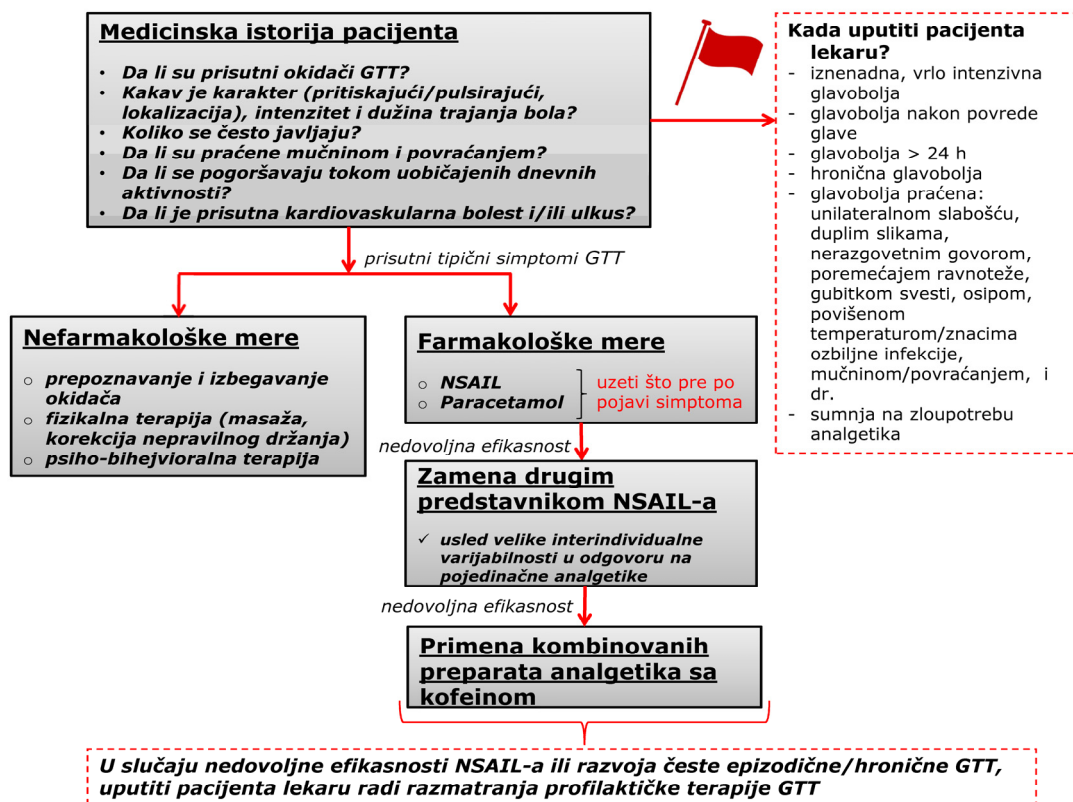 Medicinska istorija pacijenta
• Da li su prisutni okidači GTT?
• Kakav je karakter (pritiskajući/pulsirajući,
lokalizacija), intenzitet i dužina trajanja bola?
• Koliko se često javljaju?
• Da li su praćene mučninom i povraćanjem?
• Da li se pogoršavaju tokom uobičajenih dnevnih
aktivnosti?
• Da li je prisutna kardiovaskularna bolest i/ili ulkus?
Kada uputiti pacijenta
lekaru?
- iznenadna, vrlo intenzivna
glavobolja
- glavobolja nakon povrede
glave
- glavobolja > 24 h
- hronična glavobolja
- glavobolja praćena:
unilateralnom slabošću,
duplim slikama,
nerazgovetnim govorom,
poremećajem ravnoteže,
gubitkom svesti, osipom,
povišenom
temperaturom/znacima
ozbiljne infekcije,
mučninom/povraćanjem, i
dr.
- sumnja na zloupotrebu
analgetika
prisutni tipični simptomi GTT
Nefarmakološke mere
o prepoznavanje i izbegavanje
okidača
o fizikalna terapija (masaža,
korekcija nepravilnog držanja)
o psiho-bihejvioralna terapija
Farmakološke mere
o NSAIL
o Paracetamol
uzeti što pre po
pojavi simptoma
nedovoljna efikasnost
Zamena drugim
predstavnikom NSAIL-a
✓ usled velike interindividualne
varijabilnosti u odgovoru na
pojedinačne analgetike
nedovoljna efikasnost
Primena kombinovanih
preparata analgetika sa
kofeinom
U slučaju nedovoljne efikasnosti NSAIL-a ili razvoja česte epizodične/hronične GTT,
uputiti pacijenta lekaru radi razmatranja profilaktičke terapije GTT